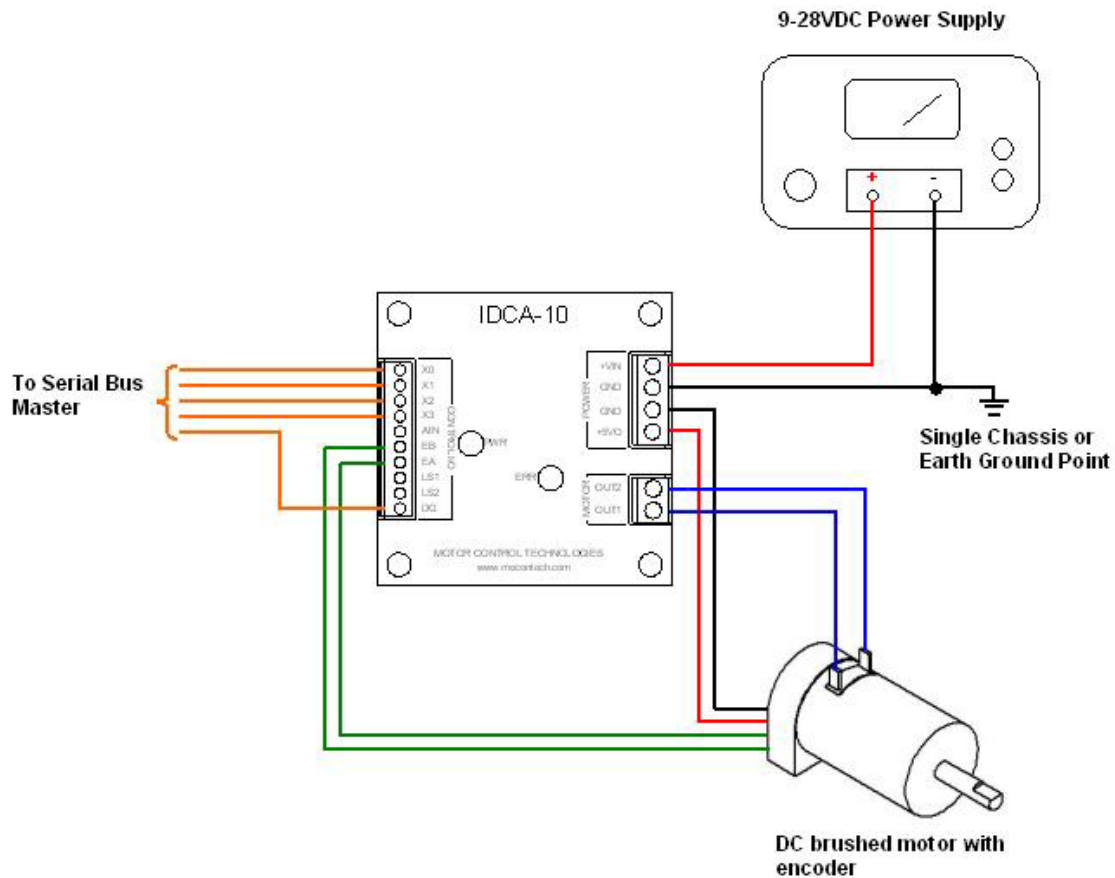 9-28VDC Power Supply
+ -
IDCA-10
To Serial Bus
Master
X0
X1
X2
X3
AIN
EB
EA
LS1
LS2
DG
PWR
ERR
+VIN
GND
GND
+5VO
POWER
OUT2
OUT1
MOTOR
MOTOR CONTROL TECHNOLOGIES
www.mocontech.com
Single Chassis or
Earth Ground Point
DC brushed motor with
encoder